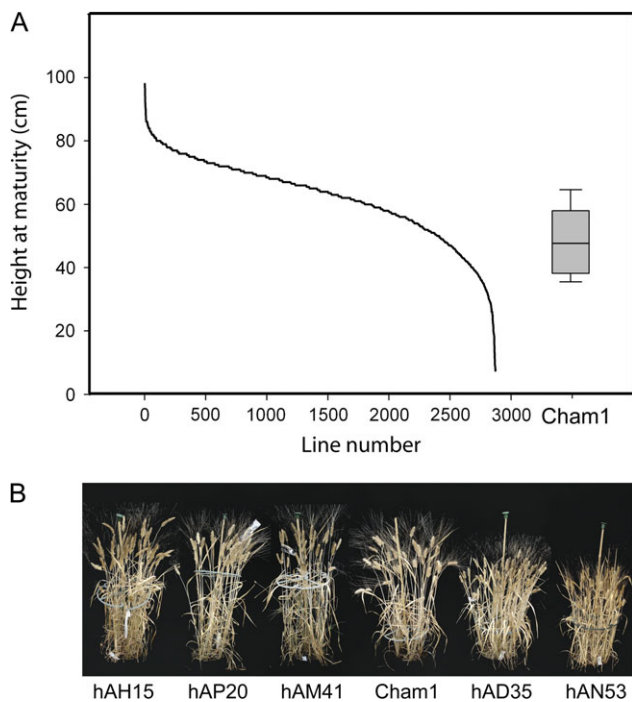 A
Height at maturity (cm)
100
80
60
40
20
0
0 500 1000 1500 2000 2500 3000 Cham1
Line number
B
hAH15 hAP20 hAM41 Cham1 hAD35 hAN53